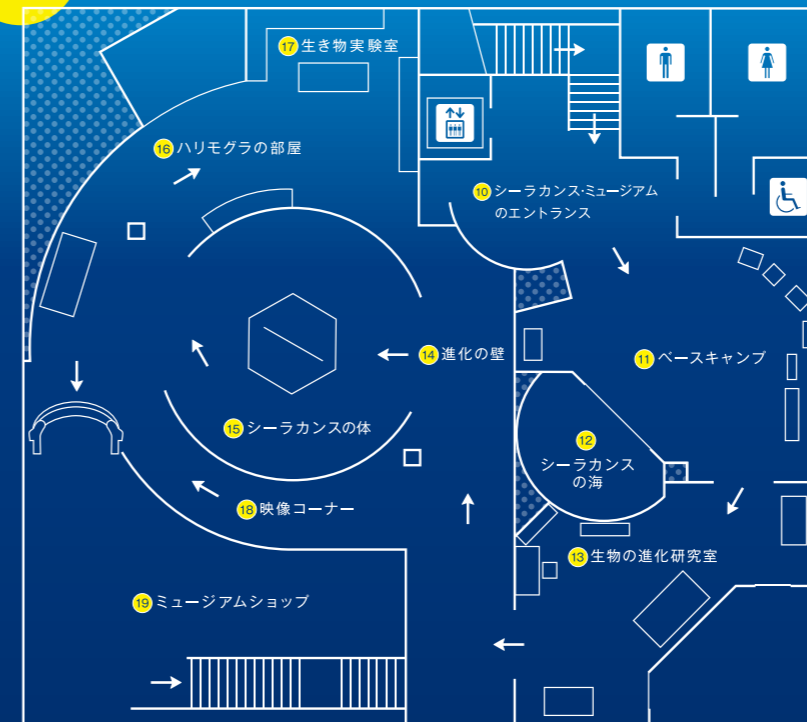 17 生き物実験室
16 ハリモグラの部屋
10 シーラカンス・ミュージアム
のエントランス
14 進化の壁
11 ベースキャンプ
15 シーラカンスの体
12
シーラカンス
の海
18 映像コーナー
13 生物の進化研究室
19 ミュージアムショップ